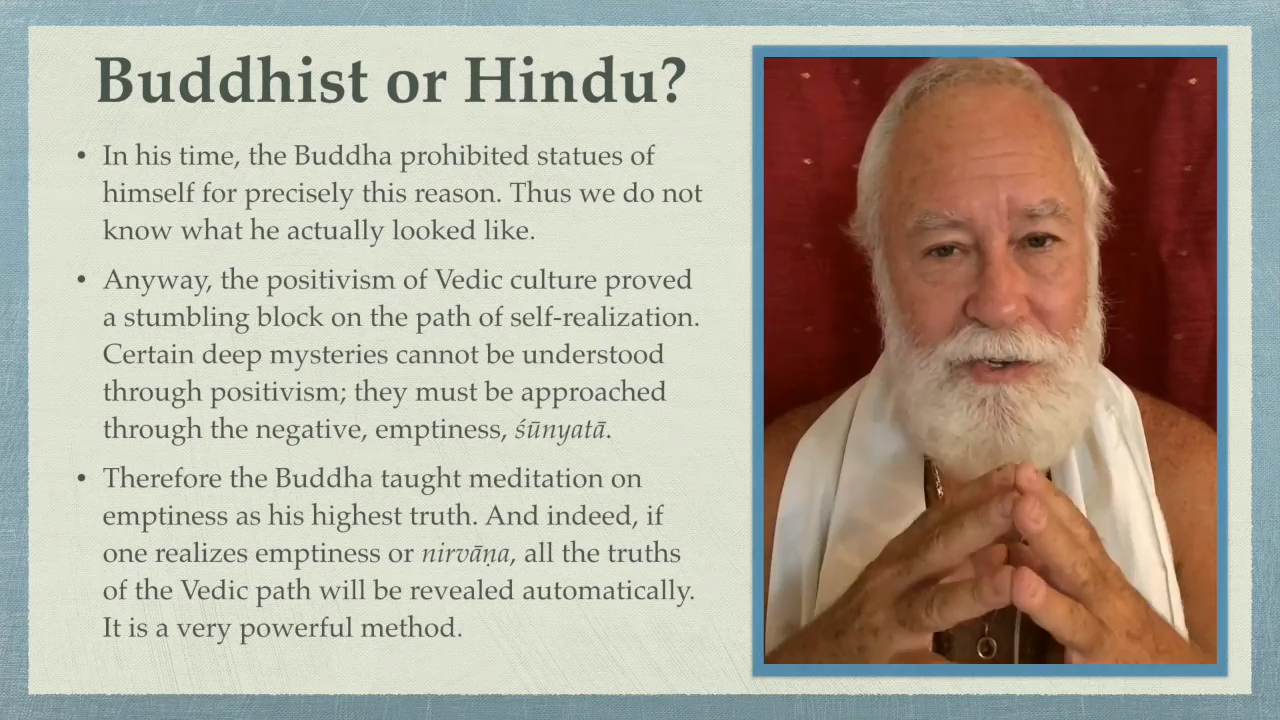 Buddhist or Hindu?
• In his time, the Buddha prohibited statues of
himself for precisely this reason. Thus we do not
know what he actually looked like.
• Anyway, the positivism of Vedic culture proved
a stumbling block on the path of self-realization.
Certain deep mysteries cannot be understood
through positivism; they must be approached
through the negative, emptiness, śūnyatā.
• Therefore the Buddha taught meditation on
emptiness as his highest truth. And indeed, if
one realizes emptiness or nirvāṇa, all the truths
of the Vedic path will be revealed automatically.
It is a very powerful method.